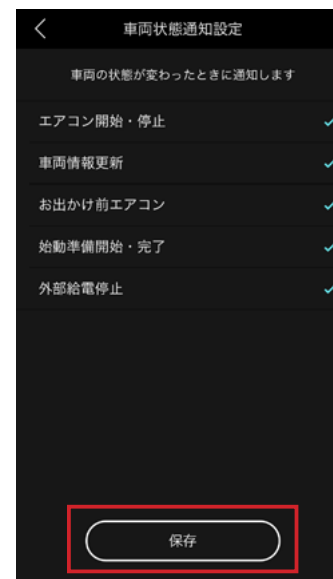 車両状態通知設定
車両の状態が変わったときに通知します
エアコン開始・停止
車両情報更新
お出かけ前エアコン
始動準備開始・完了
外部給電停止
保存